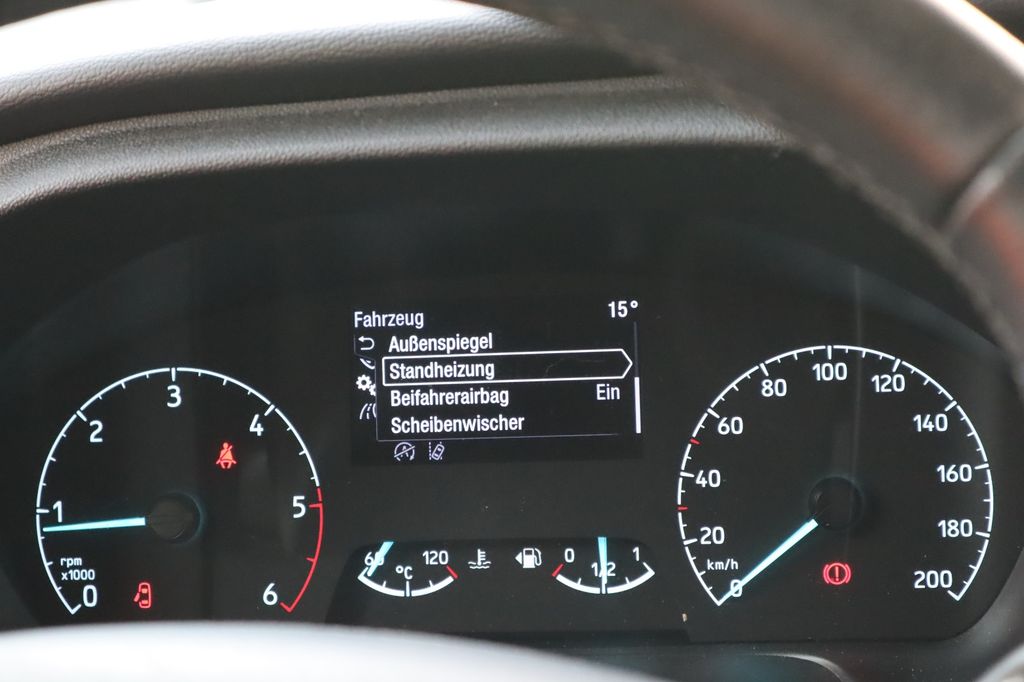 Fahrzeug 15°
Außenspiegel
Standheizung
Beifahrerairbag Ein
Scheibenwischer
0 1 2 3 4 5 6
rpm
x1000
60 120
°C
0 1/2 1
0 20 40 60 80 100 120 140 160 180 200
km/h